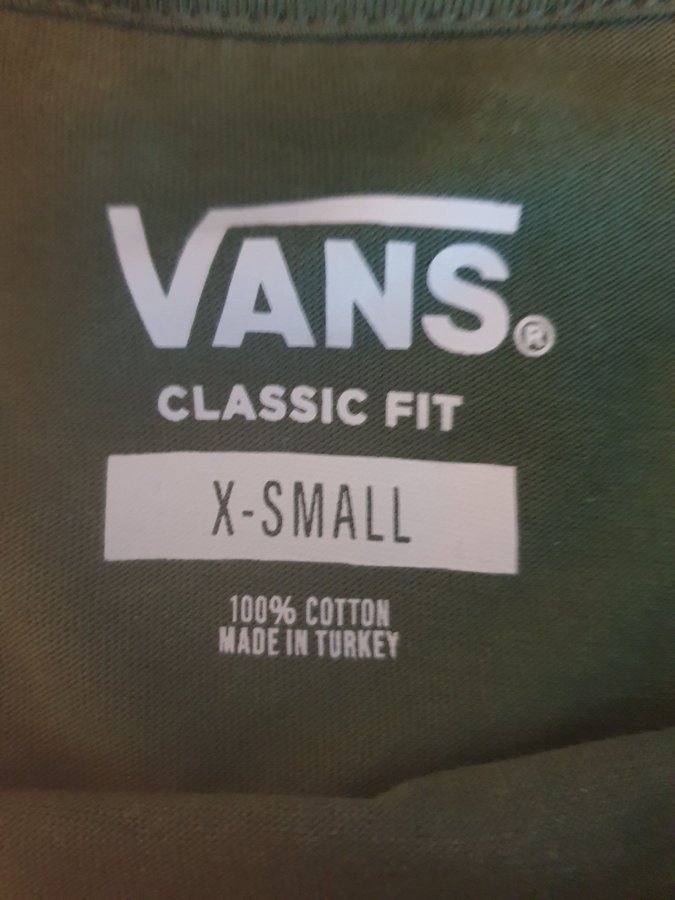 VANS®
CLASSIC FIT
X-SMALL
100% COTTON
MADE IN TURKEY